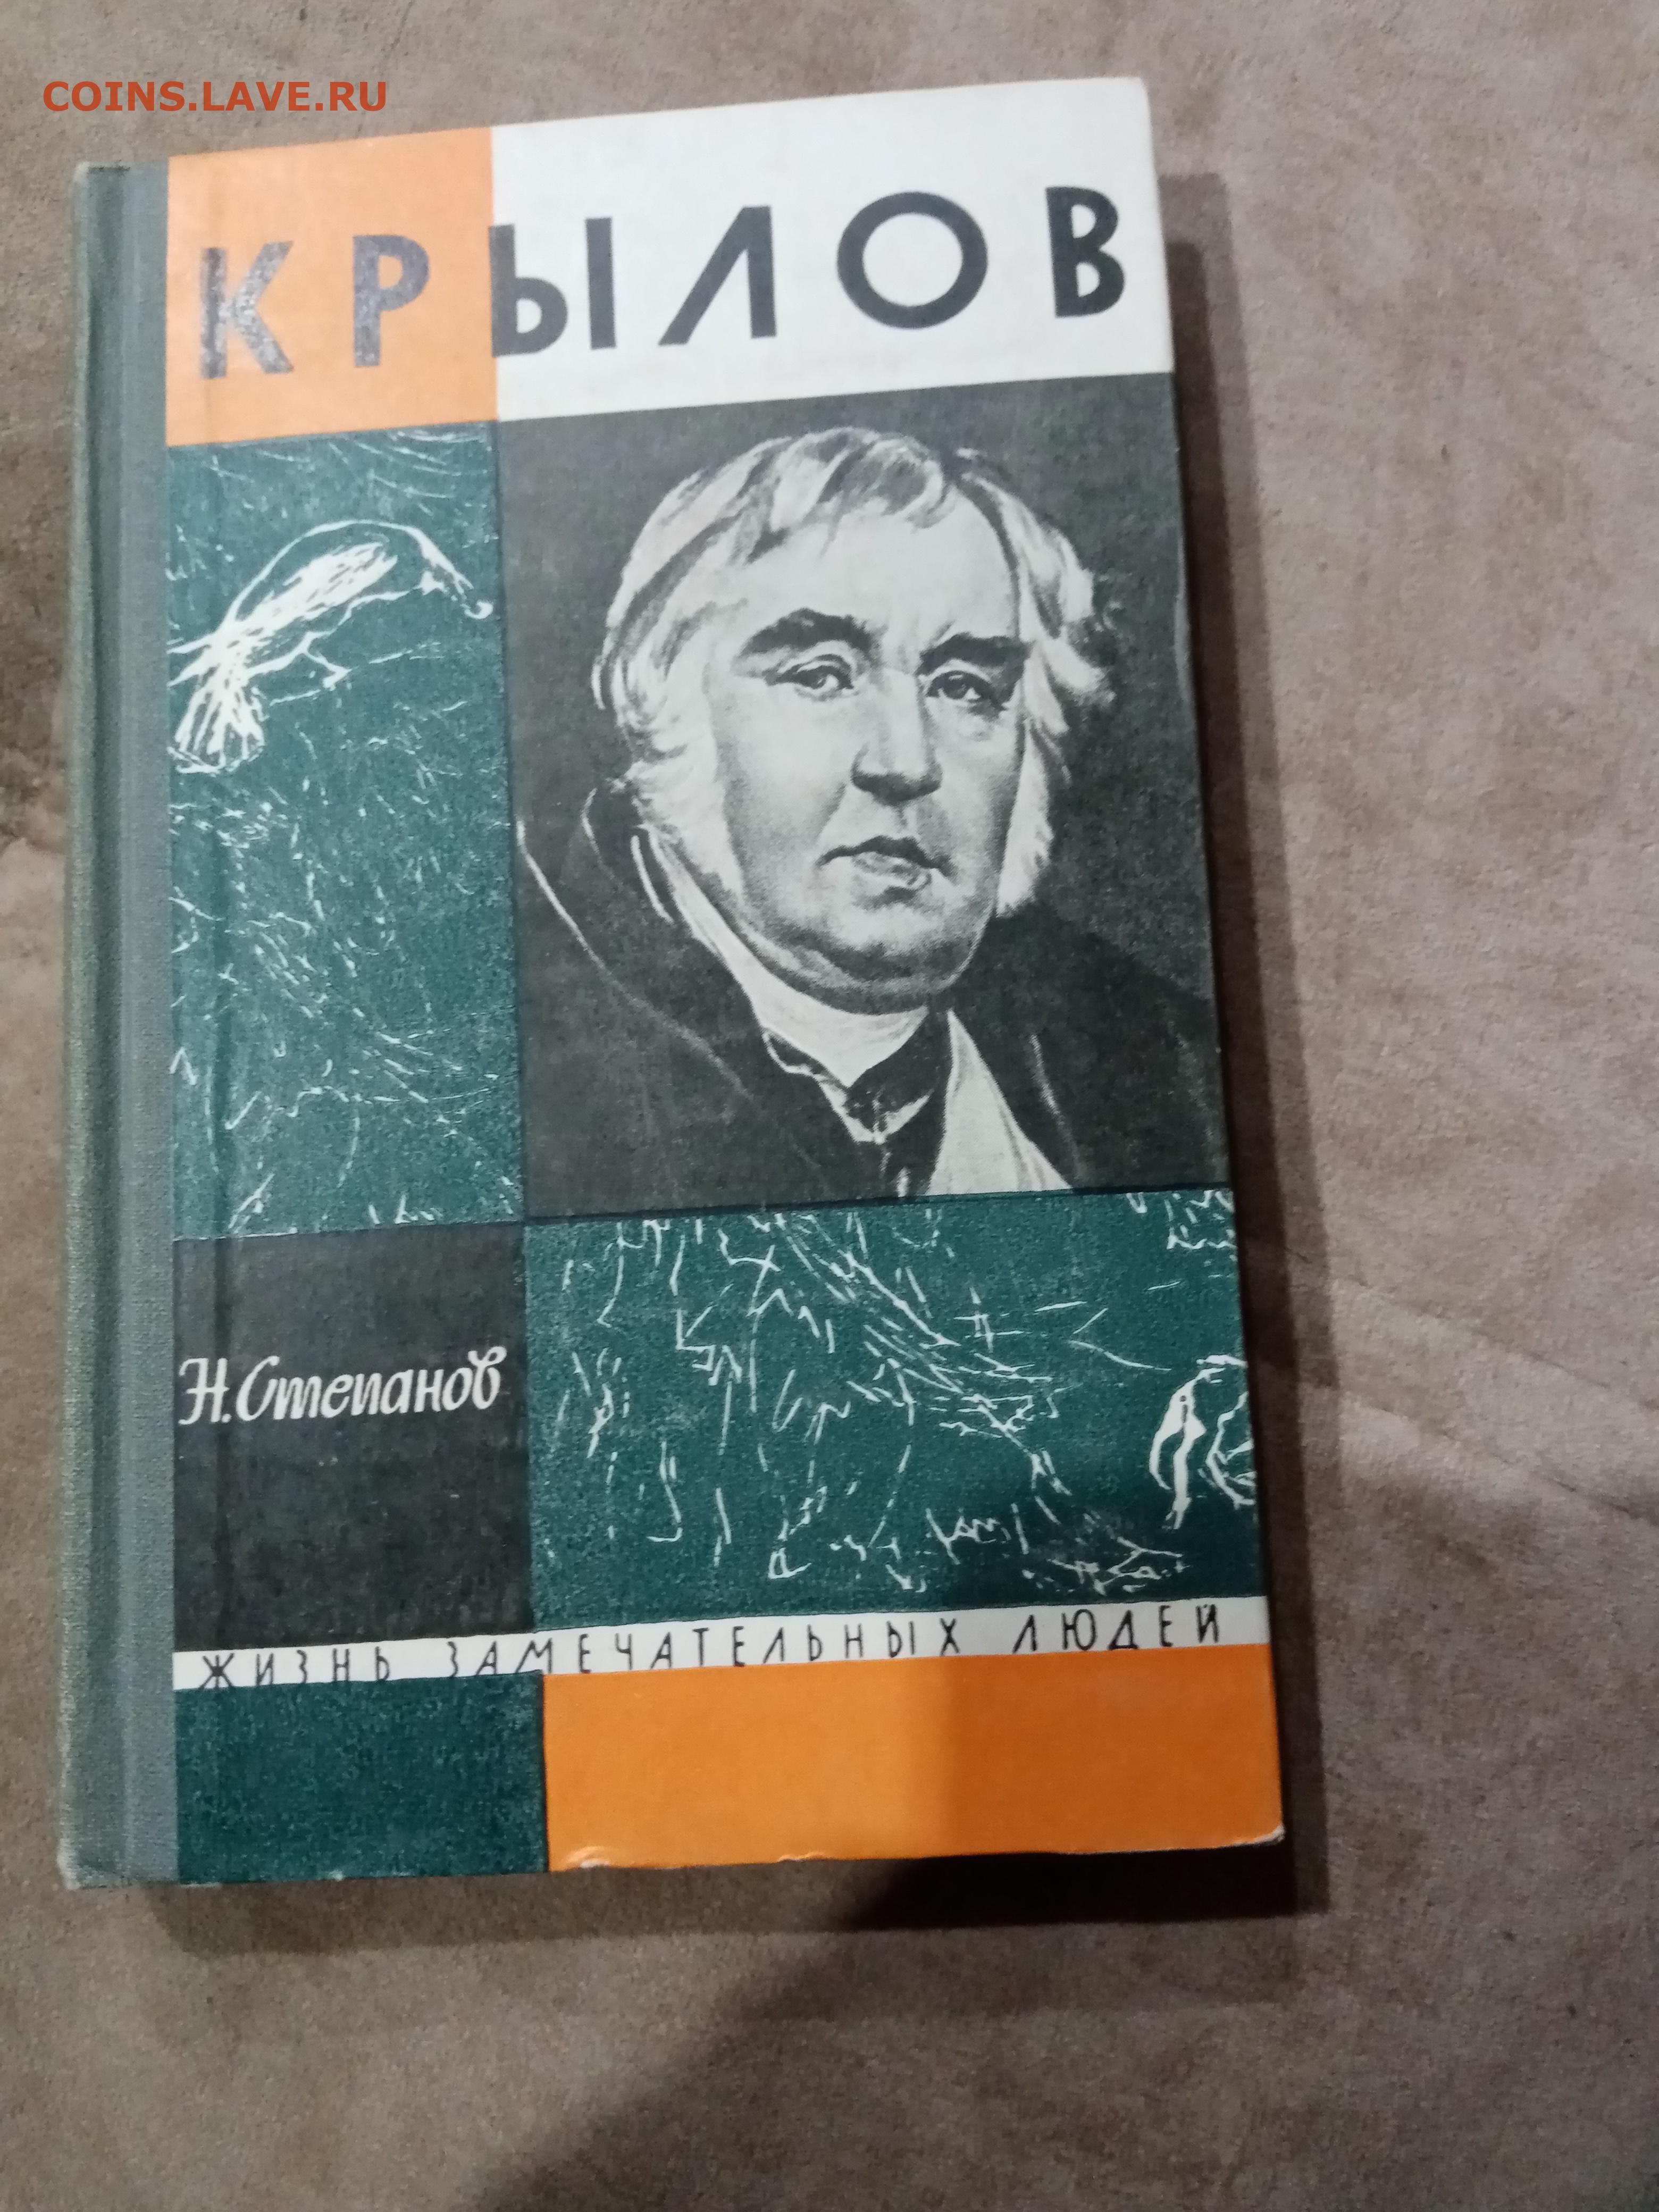 COINS.LAVE.RU
КРЫЛОВ
Н. Степанов
ЖИЗНЬ ЗАМЕЧАТЕЛЬНЫХ ЛЮДЕЙ